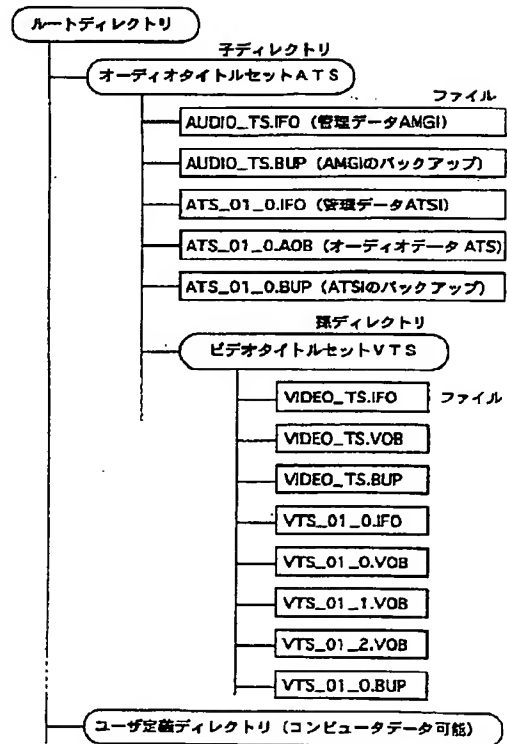 ルートディレクトリ
子ディレクトリ
オーディオタイトルセットATS
ファイル
AUDIO_TS.IFO (管理データAMGI)
AUDIO_TS.BUP (AMGIのバックアップ)
ATS_01_0.IFO (管理データATSI)
ATS_01_0.AOB (オーディオデータ ATS)
ATS_01_0.BUP (ATSIのバックアップ)
孫ディレクトリ
ビデオタイトルセットVTS
VIDEO_TS.IFO ファイル
VIDEO_TS.VOB
VIDEO_TS.BUP
VTS_01_0.IFO
VTS_01_0.VOB
VTS_01_1.VOB
VTS_01_2.VOB
VTS_01_0.BUP
ユーザ定義ディレクトリ (コンピュータデータ可能)